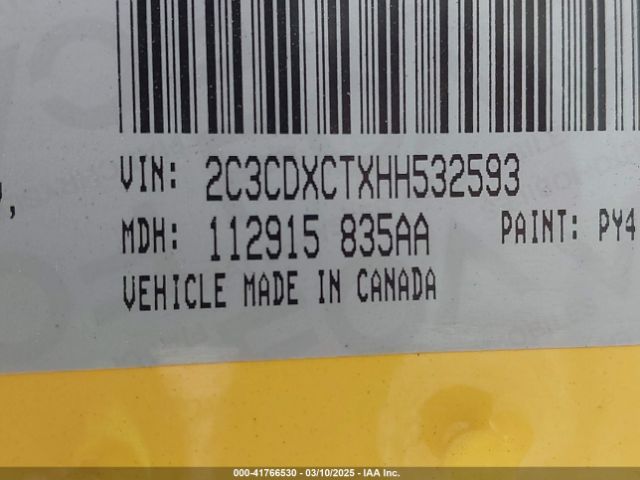 VIN: 2C3CDXCTXHH532593
MDH: 112915 835AA PAINT: PY4
VEHICLE MADE IN CANADA
000-41766530 - 03/10/2025 - IAA Inc.